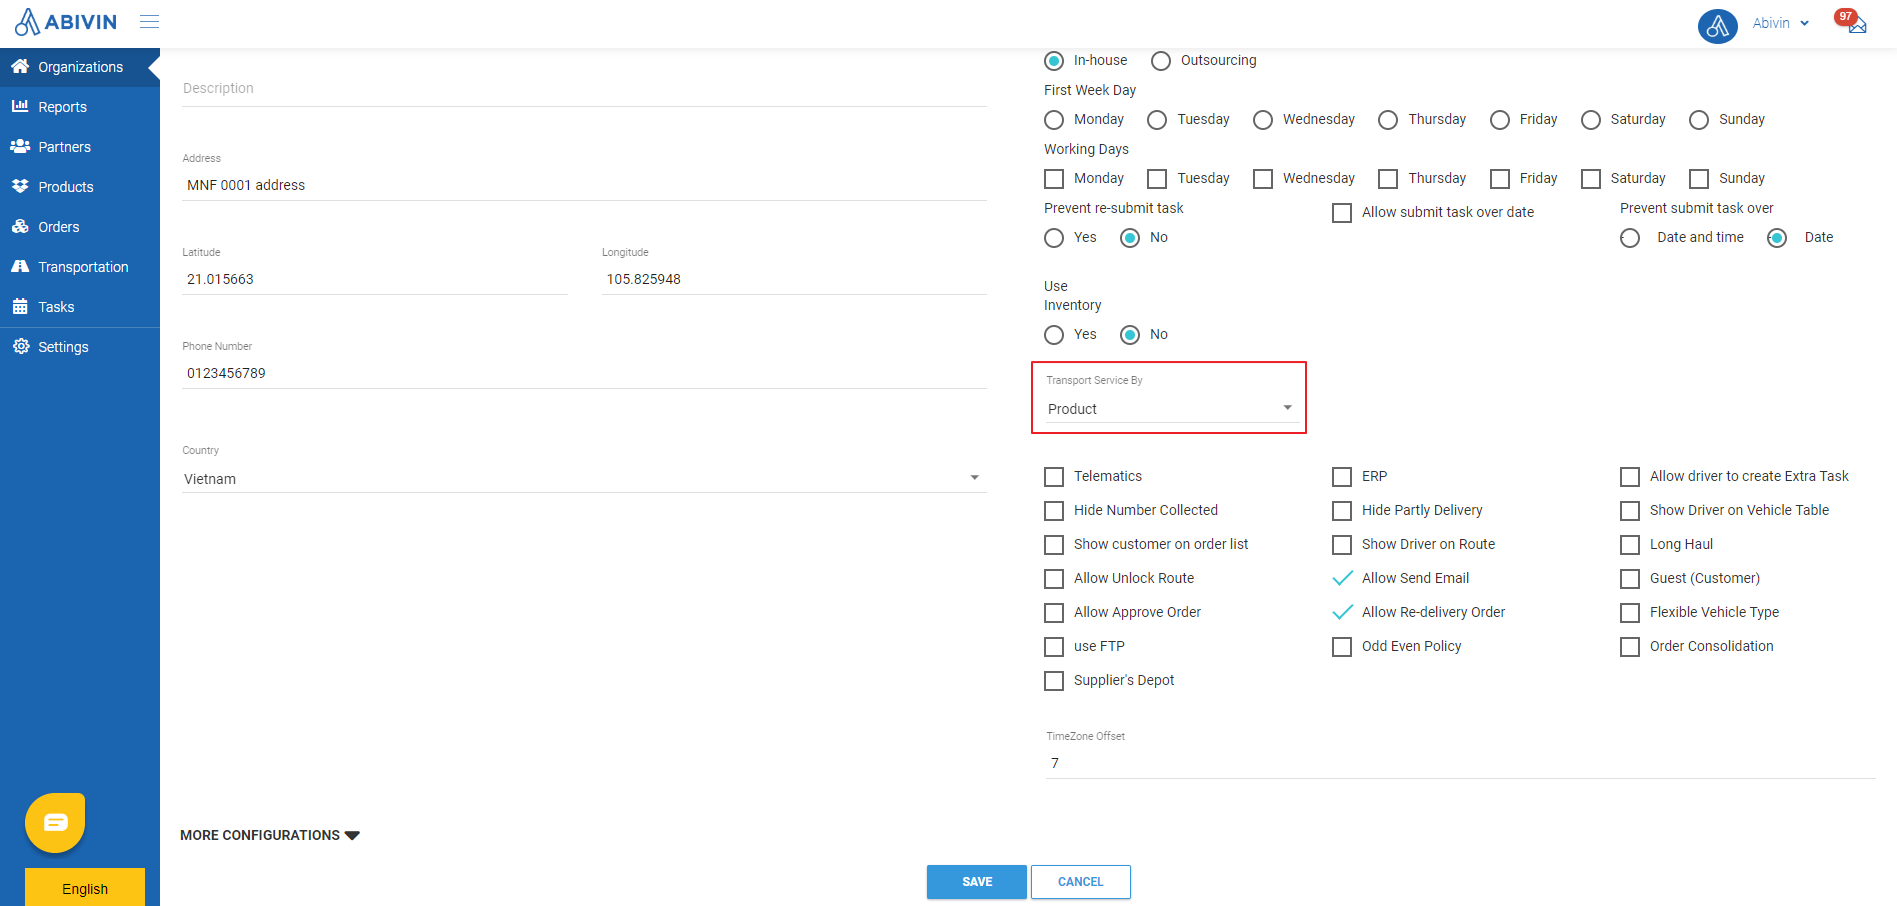 ABIVIN
Abivin
97
Organizations
Reports
Partners
Products
Orders
Transportation
Tasks
Settings
English
Description
Address
MNF 0001 address
Latitude
Longitude
21.015663
105.825948
Phone Number
0123456789
Country
Vietnam
In-house Outsourcing
First Week Day
Monday Tuesday Wednesday Thursday Friday Saturday Sunday
Working Days
Monday Tuesday Wednesday Thursday Friday Saturday Sunday
Prevent re-submit task
Yes No
Allow submit task over date
Prevent submit task over
Date and time Date
Use
Inventory
Yes No
Transport Service By
Product
Telematics ERP Allow driver to create Extra Task
Hide Number Collected Hide Partly Delivery Show Driver on Vehicle Table
Show customer on order list Show Driver on Route Long Haul
Allow Unlock Route Allow Send Email Guest (Customer)
Allow Approve Order Allow Re-delivery Order Flexible Vehicle Type
use FTP Odd Even Policy Order Consolidation
Supplier's Depot
TimeZone Offset
7
MORE CONFIGURATIONS
SAVE CANCEL